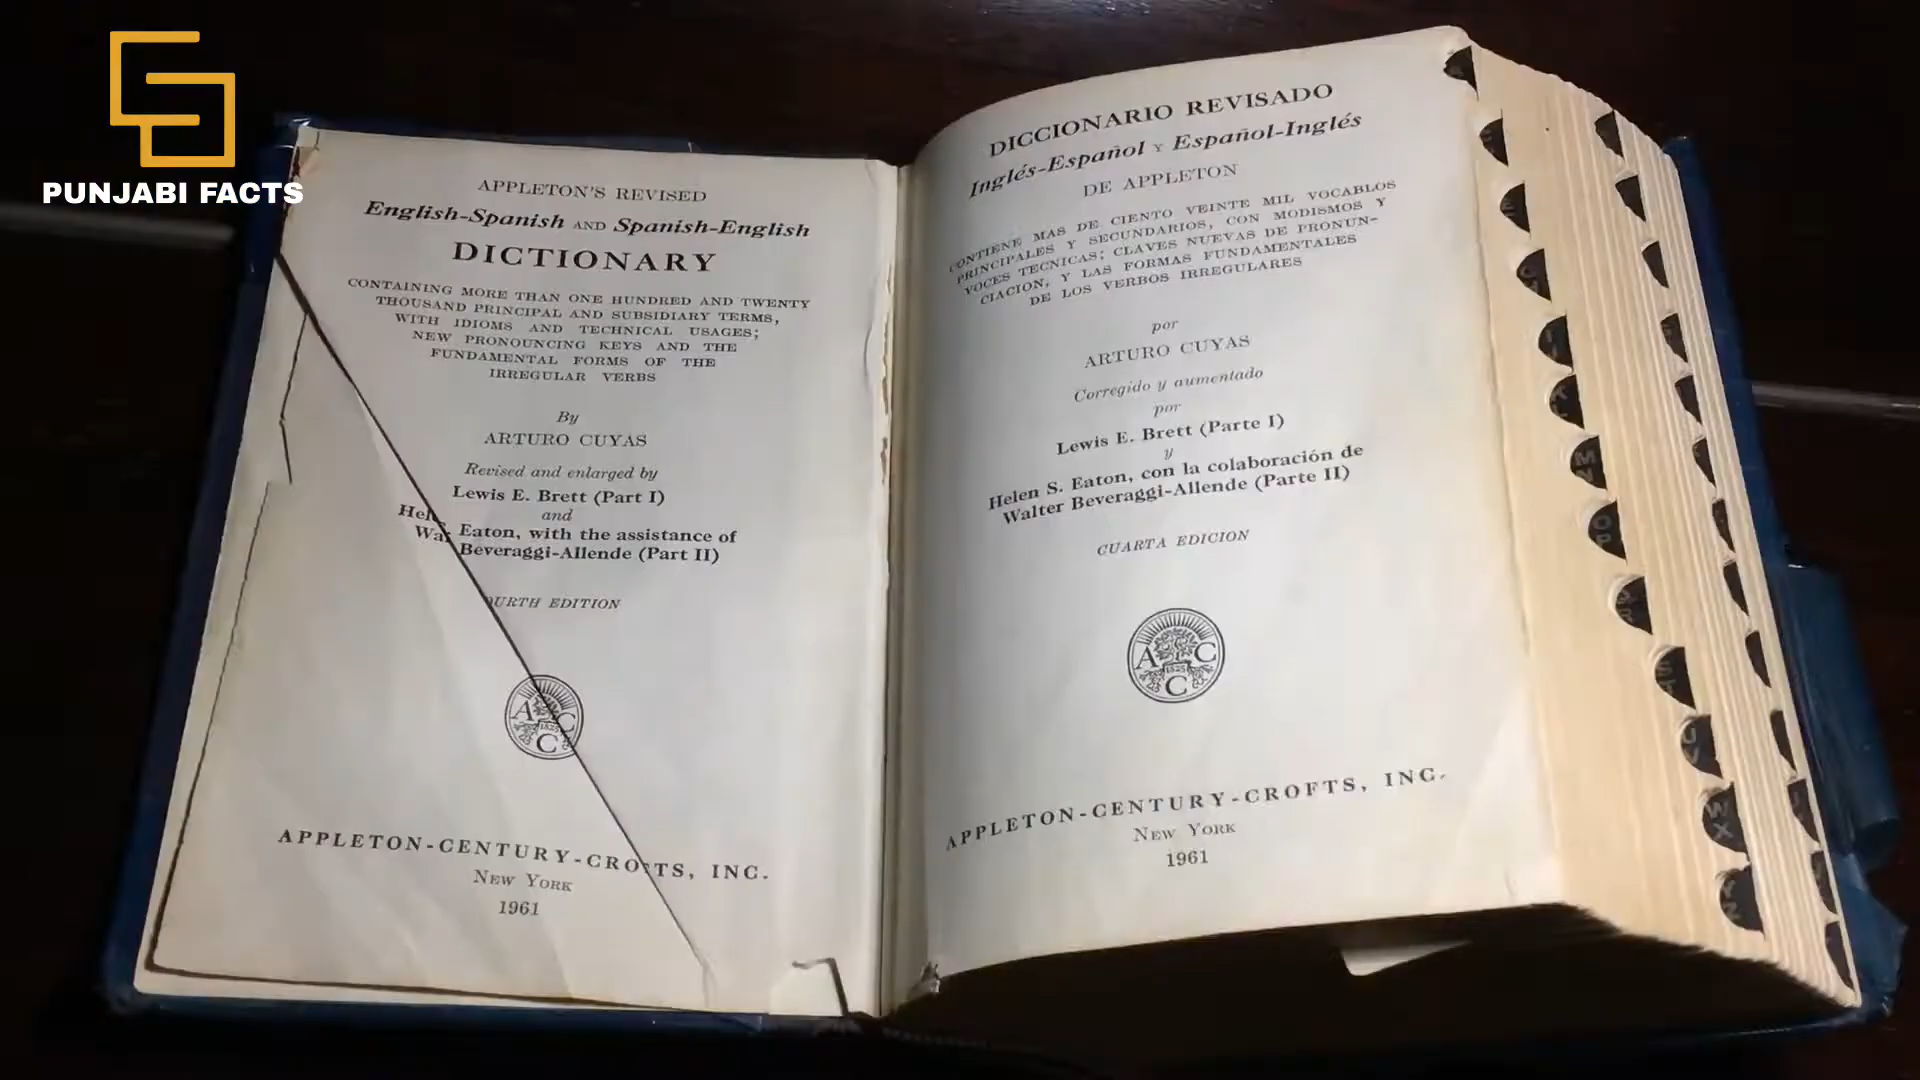 PUNJABI FACTS
APPLETON'S REVISED
English-Spanish AND Spanish-English
DICTIONARY
CONTAINING MORE THAN ONE HUNDRED AND TWENTY
THOUSAND PRINCIPAL AND SUBSIDIARY TERMS,
WITH IDIOMS AND TECHNICAL USAGES;
NEW PRONOUNCING KEYS AND THE
FUNDAMENTAL FORMS OF THE
IRREGULAR VERBS
By
ARTURO CUYAS
Revised and enlarged by
Lewis E. Brett (Part I)
and
Eaton, with the assistance of
Beveraggi-Allende (Part II)
EDITION
A C
1825
C
APPLETON-CENTURY-CROFTS, INC.
NEW YORK
1961
DICCIONARIO REVISADO
Inglés-Español Y Español-Inglés
DE APPLETON
CONTIENE MAS DE CIENTO VEINTE MIL VOCABLOS
PRINCIPALES Y SECUNDARIOS, CON MODISMOS Y
VOCES TECNICAS; CLAVES NUEVAS DE PRONUN-
CIACION, Y LAS FORMAS FUNDAMENTALES
DE LOS VERBOS IRREGULARES
por
ARTURO CUYAS
Corregido y aumentado
por
Lewis E. Brett (Parte I)
y
Helen S. Eaton, con la colaboración de
Walter Beveraggi-Allende (Parte II)
CUARTA EDICION
A C
1825
C
APPLETON-CENTURY-CROFTS, INC.
NEW YORK
1961
M
N
O
P
S
T
U
V
W
X
Y
Z